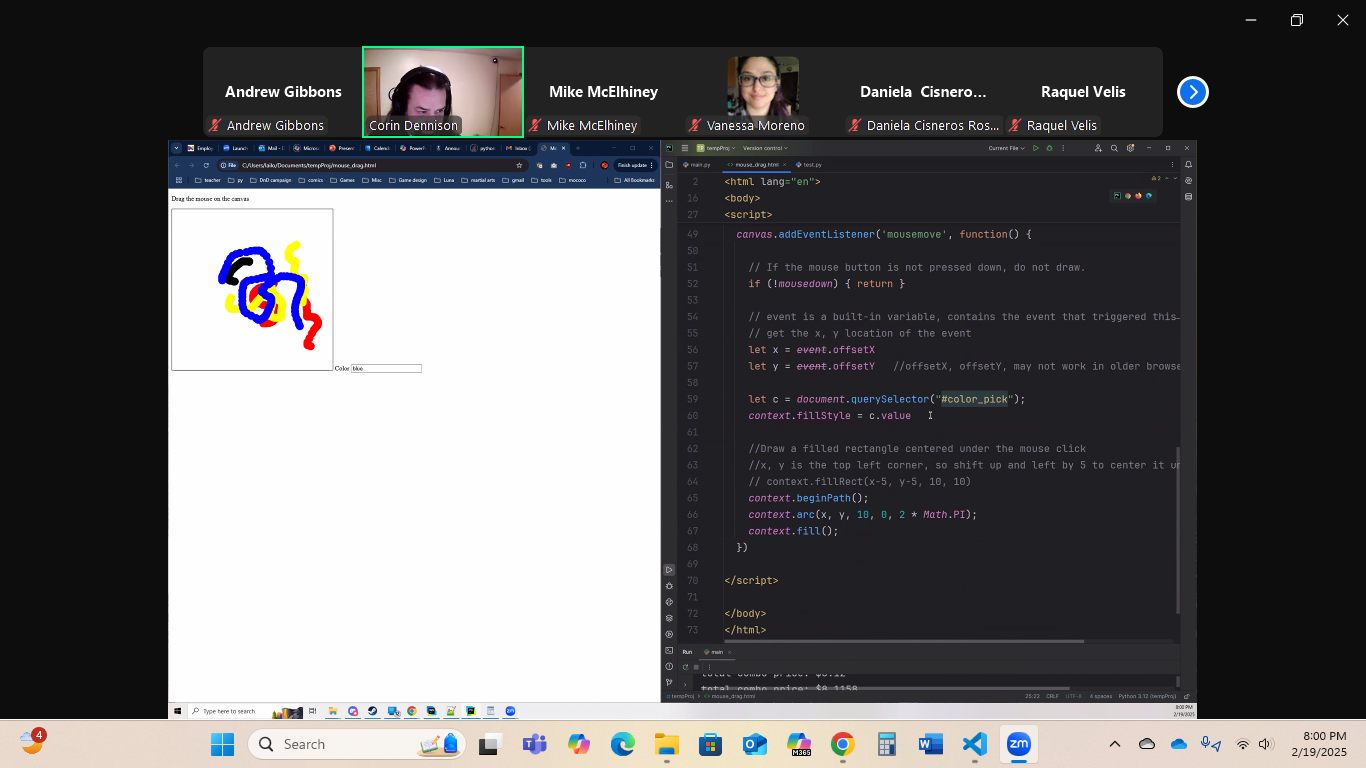 Andrew Gibbons
Mike McElhiney
Daniela Cisnero...
Raquel Velis
Andrew Gibbons
Corin Dennison
Mike McElhiney
Vanessa Moreno
Daniela Cisneros Ros...
Raquel Velis
File C:/Users/lailo/Documents/tempProj/mouse_drag.html
Finish update
teacher
py
DnD campaign
comics
Games
Misc
Game design
Luna
martial arts
gmail
tools
mococo
All Bookmarks
Drag the mouse on the canvas
Color blue
tempProj
Version control
Current File
main.py
mouse_drag.html
test.py
2 <html lang="en">
16 <body>
27 <script>
49 canvas.addEventListener('mousemove', function() {
50
51 // If the mouse button is not pressed down, do not draw.
52 if (!mousedown) { return }
53
54 // event is a built-in variable, contains the event that triggered this
55 // get the x, y location of the event
56 let x = event.offsetX
57 let y = event.offsetY //offsetX, offsetY, may not work in older browse
58
59 let c = document.querySelector("#color_pick");
60 context.fillStyle = c.value
61
62 //Draw a filled rectangle centered under the mouse click
63 //x, y is the top left corner, so shift up and left by 5 to center it un
64 // context.fillRect(x-5, y-5, 10, 10)
65 context.beginPath();
66 context.arc(x, y, 10, 0, 2 * Math.PI);
67 context.fill();
68 })
69
70 </script>
71
72 </body>
73 </html>
Run
main
total combo price: $8.1158
tempProj > mouse_drag.html
25:22 CRLF UTF-8 4 spaces Python 3.12 (tempProj)
Type here to search
8:00 PM
2/19/2025
4
Search
M365
zm
8:00 PM
2/19/2025